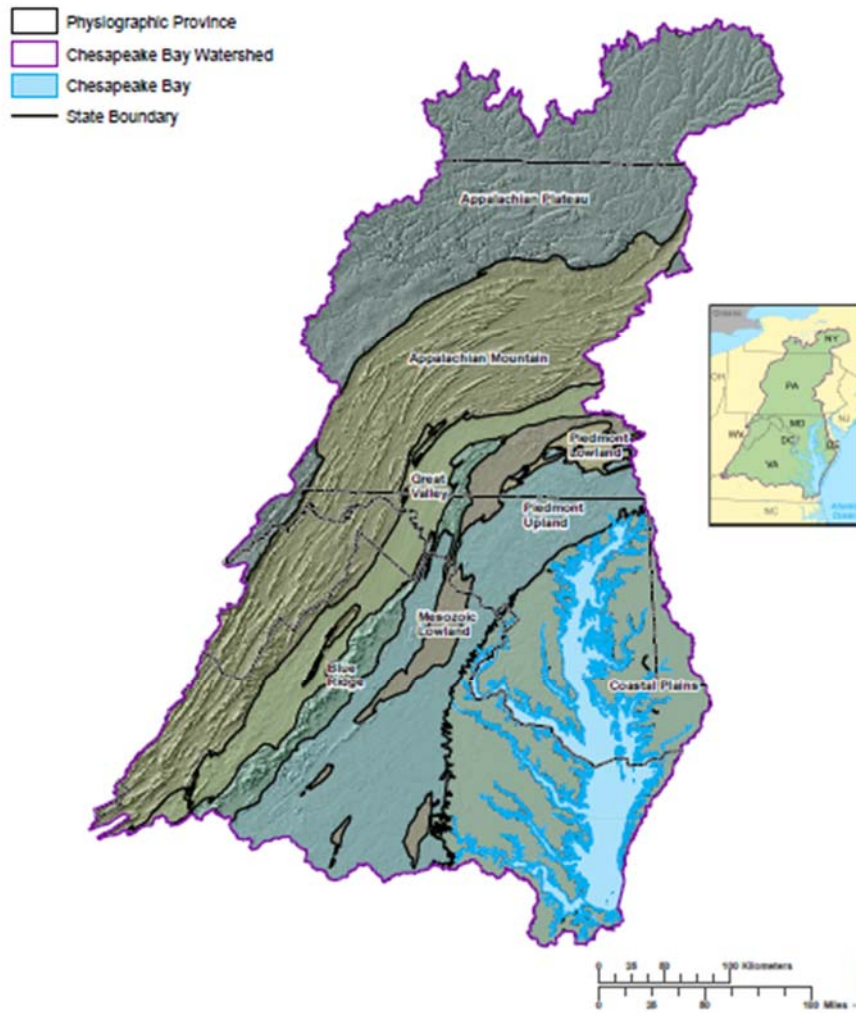 Physiographic Province
Chesapeake Bay Watershed
Chesapeake Bay
State Boundary
Appalachian Plateau
Appalachian Mountain
Piedmont
Lowland
Great
Valley
Piedmont
Upland
Mesozoic
Lowland
Blue
Ridge
Coastal Plains
NY
PA
OH
NJ
MD
WV
DC
DE
VA
NC
0 25 50 100 Kilometers
0 25 50 100 Miles